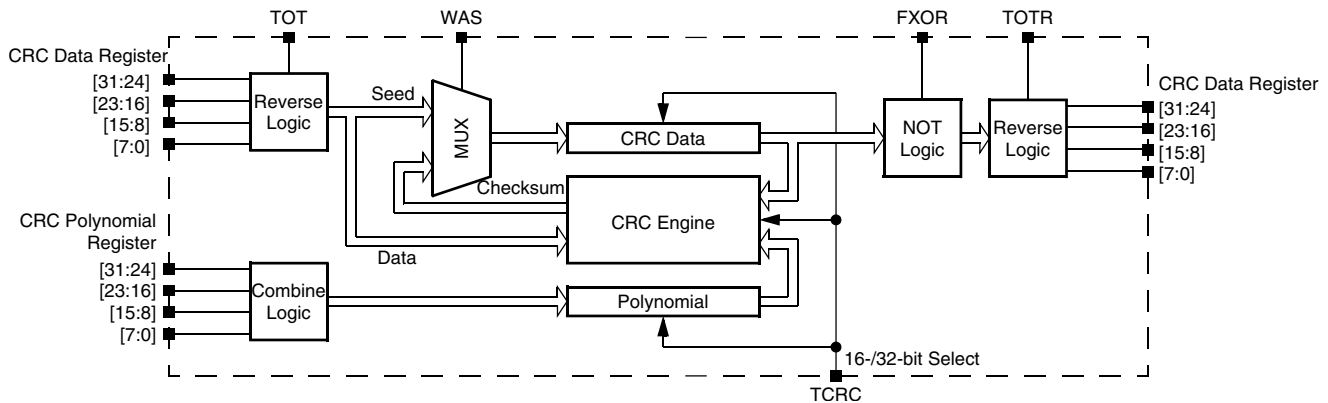 TOT
WAS
FXOR
TOTR
CRC Data Register
[31:24]
[23:16]
[15:8]
[7:0]
Reverse
Logic
Seed
MUX
CRC Data
NOT
Logic
Reverse
Logic
CRC Data Register
[31:24]
[23:16]
[15:8]
[7:0]
Checksum
CRC Engine
Data
CRC Polynomial
Register
[31:24]
[23:16]
[15:8]
[7:0]
Combine
Logic
Polynomial
16-/32-bit Select
TCRC